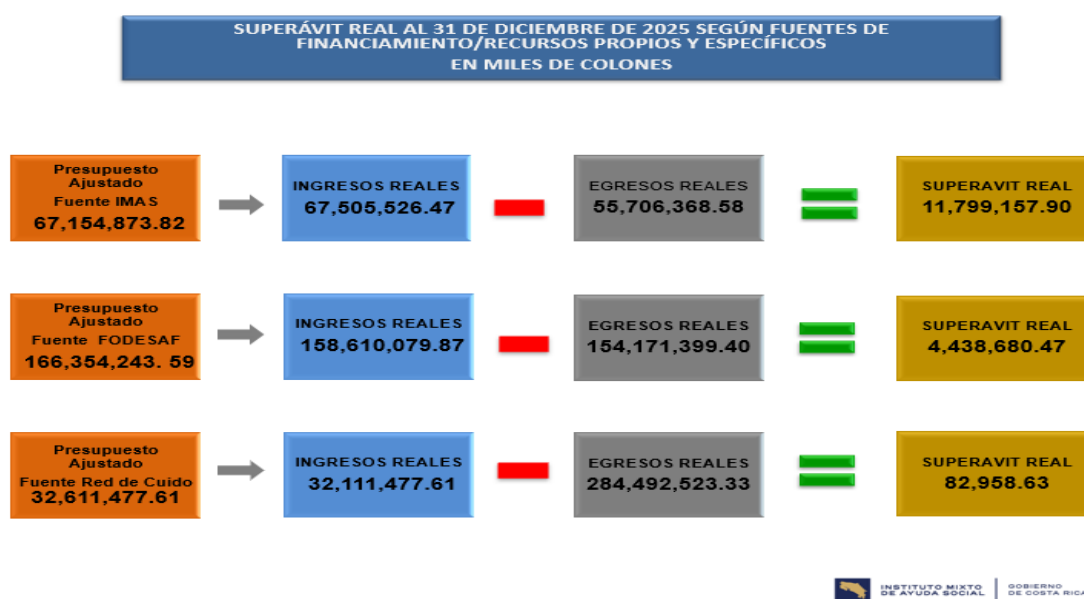 SUPERÁVIT REAL AL 31 DE DICIEMBRE DE 2025 SEGÚN FUENTES DE
FINANCIAMIENTO/RECURSOS PROPIOS Y ESPECÍFICOS
EN MILES DE COLONES
Presupuesto
Ajustado
Fuente IMAS
67,154,873.82
INGRESOS REALES
67,505,526.47
EGRESOS REALES
55,706,368.58
SUPERAVIT REAL
11,799,157.90
Presupuesto
Ajustado
Fuente FODESAF
166,354,243. 59
INGRESOS REALES
158,610,079.87
EGRESOS REALES
154,171,399.40
SUPERAVIT REAL
4,438,680.47
Presupuesto
Ajustado
Fuente Red de Cuido
32,611,477.61
INGRESOS REALES
32,111,477.61
EGRESOS REALES
284,492,523.33
SUPERAVIT REAL
82,958.63
INSTITUTO MIXTO
DE AYUDA SOCIAL
GOBIERNO
DE COSTA RICA